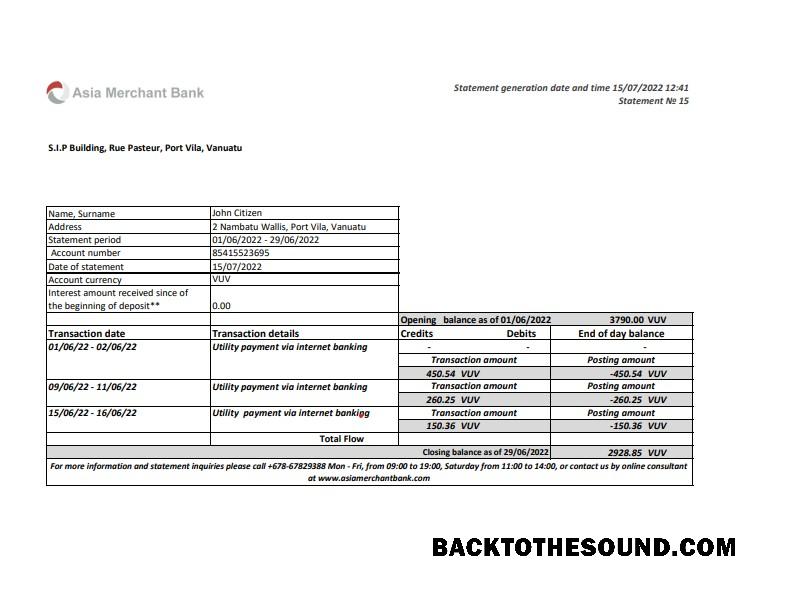 Asia Merchant Bank
Statement generation date and time 15/07/2022 12:41
Statement № 15
S.I.P Building, Rue Pasteur, Port Vila, Vanuatu
Name, Surname John Citizen
Address 2 Nambatu Wallis, Port Vila, Vanuatu
Statement period 01/06/2022 - 29/06/2022
Account number 85415523695
Date of statement 15/07/2022
Account currency VUV
Interest amount received since of
the beginning of deposit** 0.00
Opening balance as of 01/06/2022 3790.00 VUV
Transaction date Transaction details Credits Debits End of day balance
01/06/22 - 02/06/22 Utility payment via internet banking - - -
Transaction amount Posting amount
450.54 VUV -450.54 VUV
09/06/22 - 11/06/22 Utility payment via internet banking Transaction amount Posting amount
260.25 VUV -260.25 VUV
15/06/22 - 16/06/22 Utility payment via internet banking Transaction amount Posting amount
150.36 VUV -150.36 VUV
Total Flow
Closing balance as of 29/06/2022 2928.85 VUV
For more information and statement inquiries please call +678-67829388 Mon - Fri, from 09:00 to 19:00, Saturday from 11:00 to 14:00, or contact us by online consultant
at www.asiamerchantbank.com
BACKTOTHESOUND.COM